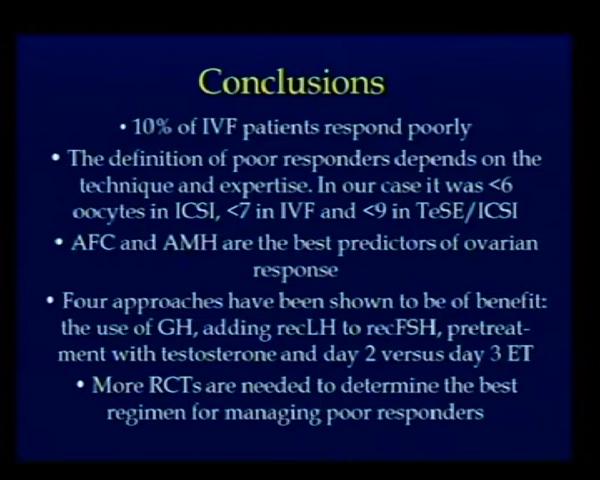 Conclusions
• 10% of IVF patients respond poorly
• The definition of poor responders depends on the
technique and expertise. In our case it was <6
oocytes in ICSI, <7 in IVF and <9 in TeSE/ICSI
• AFC and AMH are the best predictors of ovarian
response
• Four approaches have been shown to be of benefit:
the use of GH, adding recLH to recFSH, pretreat-
ment with testosterone and day 2 versus day 3 ET
• More RCTs are needed to determine the best
regimen for managing poor responders